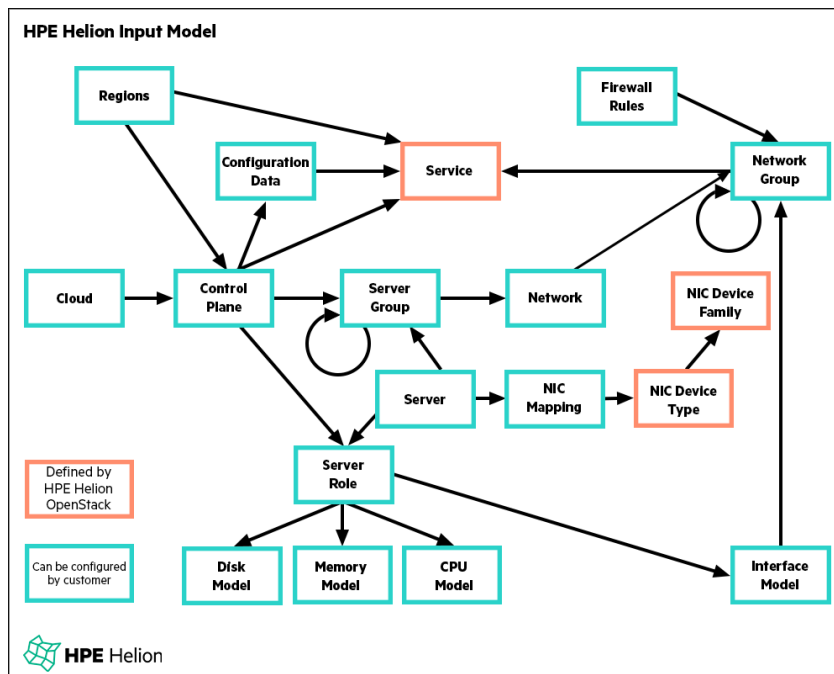 HPE Helion Input Model
Regions
Firewall
Rules
Configuration
Data
Service
Network
Group
Cloud
Control
Plane
Server
Group
Network
NIC Device
Family
Server
NIC
Mapping
NIC Device
Type
Server
Role
Defined by
HPE Helion
OpenStack
Can be configured
by customer
Disk
Model
Memory
Model
CPU
Model
Interface
Model
HPE Helion